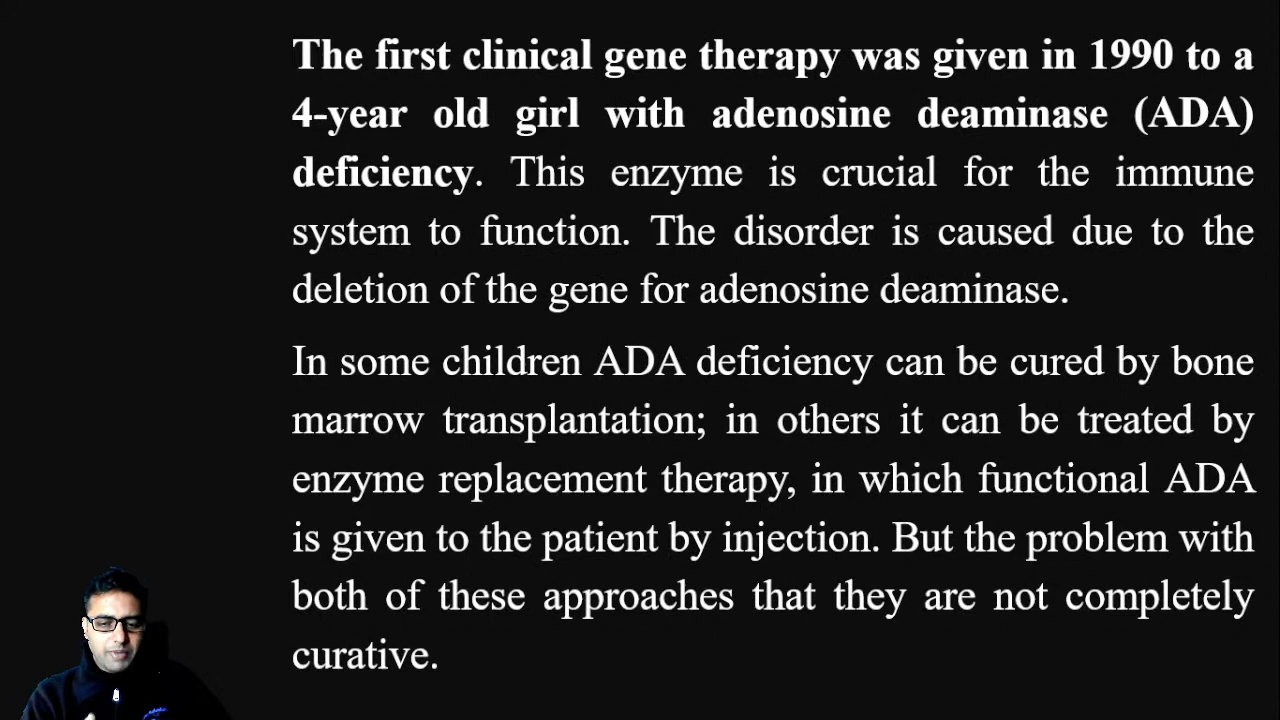 The first clinical gene therapy was given in 1990 to a
4-year old girl with adenosine deaminase (ADA)
deficiency. This enzyme is crucial for the immune
system to function. The disorder is caused due to the
deletion of the gene for adenosine deaminase.
In some children ADA deficiency can be cured by bone
marrow transplantation; in others it can be treated by
enzyme replacement therapy, in which functional ADA
is given to the patient by injection. But the problem with
both of these approaches that they are not completely
curative.